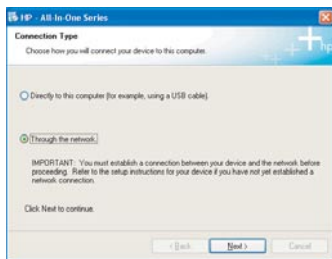 HP - All-In-One Series
Connection Type
Choose how you will connect your device to this computer.
hp
Directly to this computer (for example, using a USB cable).
Through the network.
IMPORTANT: You must establish a connection between your device and the network before
proceeding. Refer to the setup instructions for your device if you have not yet established a
network connection.
Click Next to continue.
< Back Next > Cancel